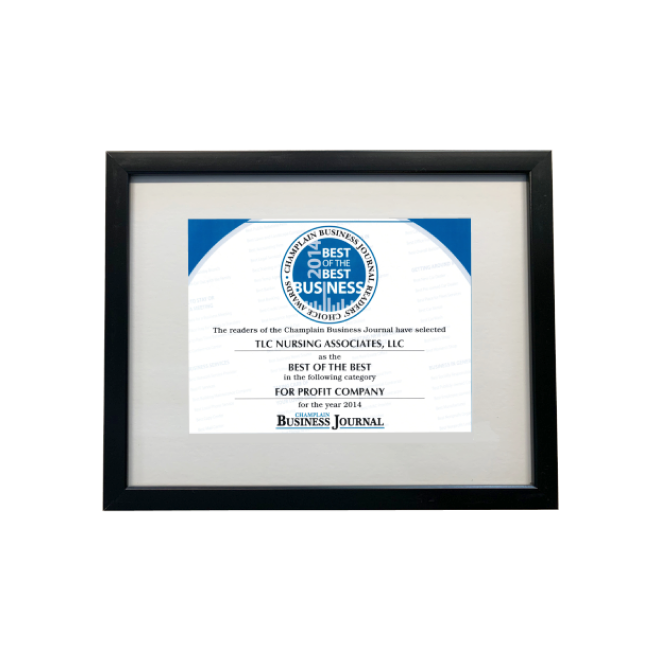 CHAMPLAIN BUSINESS JOURNAL READERS' CHOICE AWARDS •
2014
BEST
OF THE
BEST
BUSINESS
The readers of the Champlain Business Journal have selected
TLC NURSING ASSOCIATES, LLC
as the
BEST OF THE BEST
in the following category
FOR PROFIT COMPANY
for the year 2014
CHAMPLAIN
BUSINESS JOURNAL